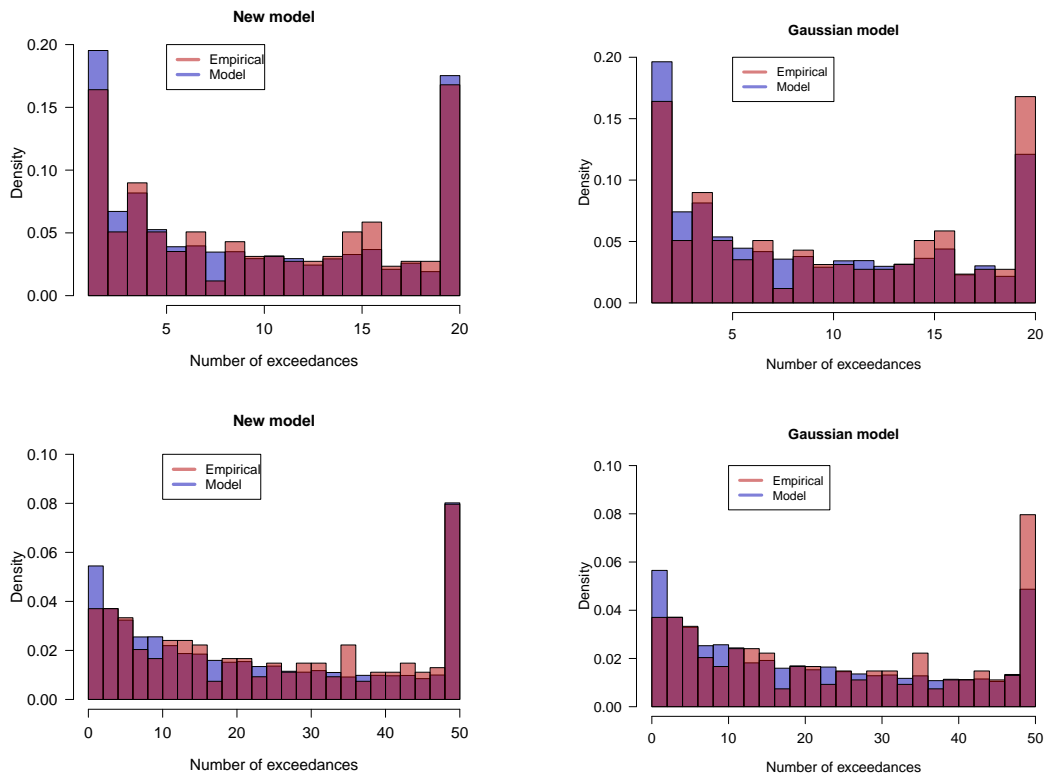 New model
Empirical
Model
0.20
0.15
0.10
0.05
0.00
Density
5
10
15
20
Number of exceedances
Gaussian model
Empirical
Model
0.20
0.15
0.10
0.05
0.00
Density
5
10
15
20
Number of exceedances
New model
Empirical
Model
0.10
0.08
0.06
0.04
0.02
0.00
Density
0
10
20
30
40
50
Number of exceedances
Gaussian model
Empirical
Model
0.10
0.08
0.06
0.04
0.02
0.00
Density
0
10
20
30
40
50
Number of exceedances